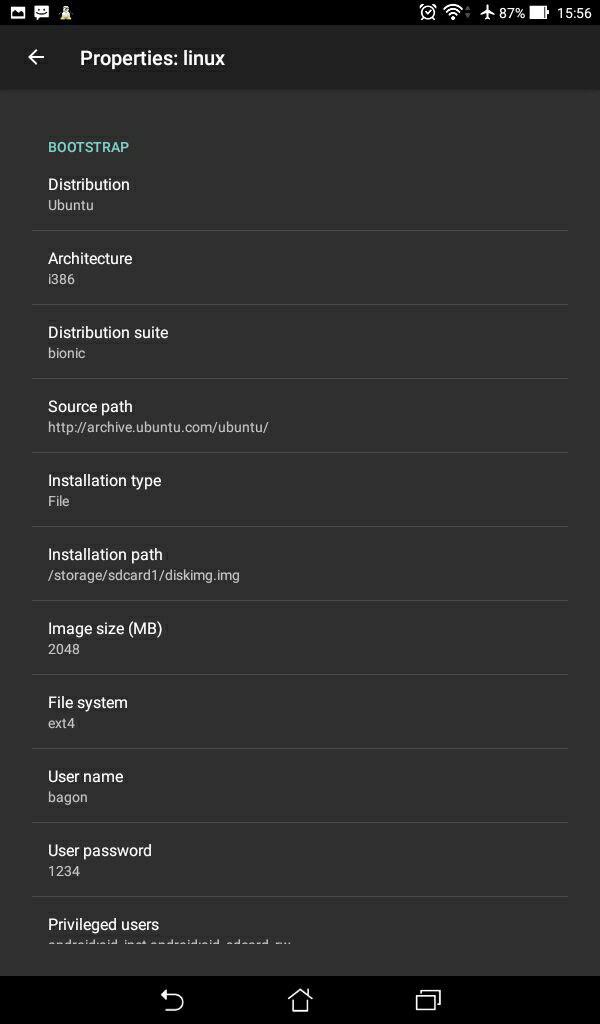 87% 15:56
Properties: linux
BOOTSTRAP
Distribution
Ubuntu
Architecture
i386
Distribution suite
bionic
Source path
http://archive.ubuntu.com/ubuntu/
Installation type
File
Installation path
/storage/sdcard1/diskimg.img
Image size (MB)
2048
File system
ext4
User name
bagon
User password
1234
Privileged users